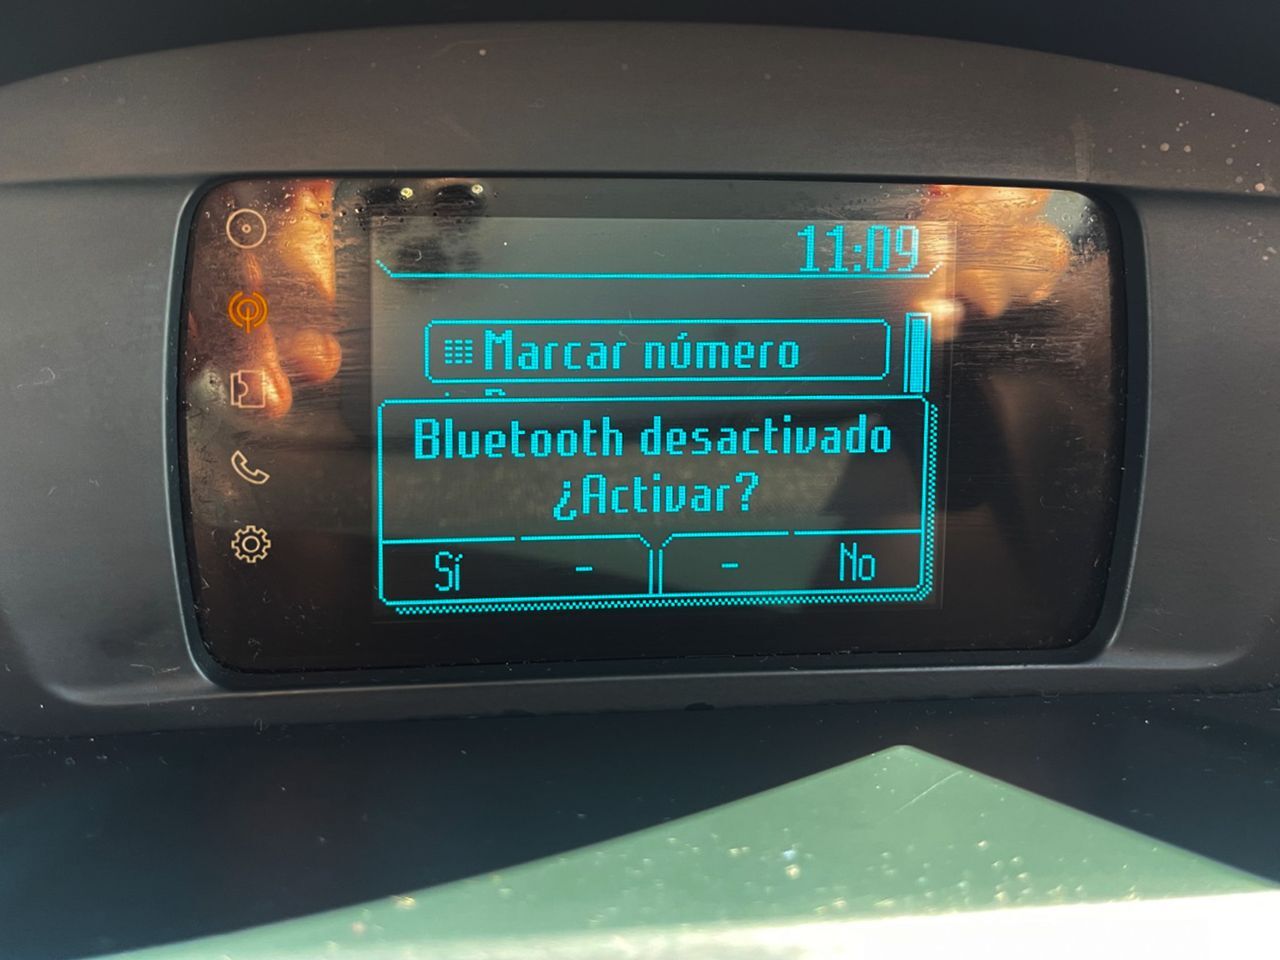 11:09
Marcar número
Bluetooth desactivado
¿Activar?
Sí - - No